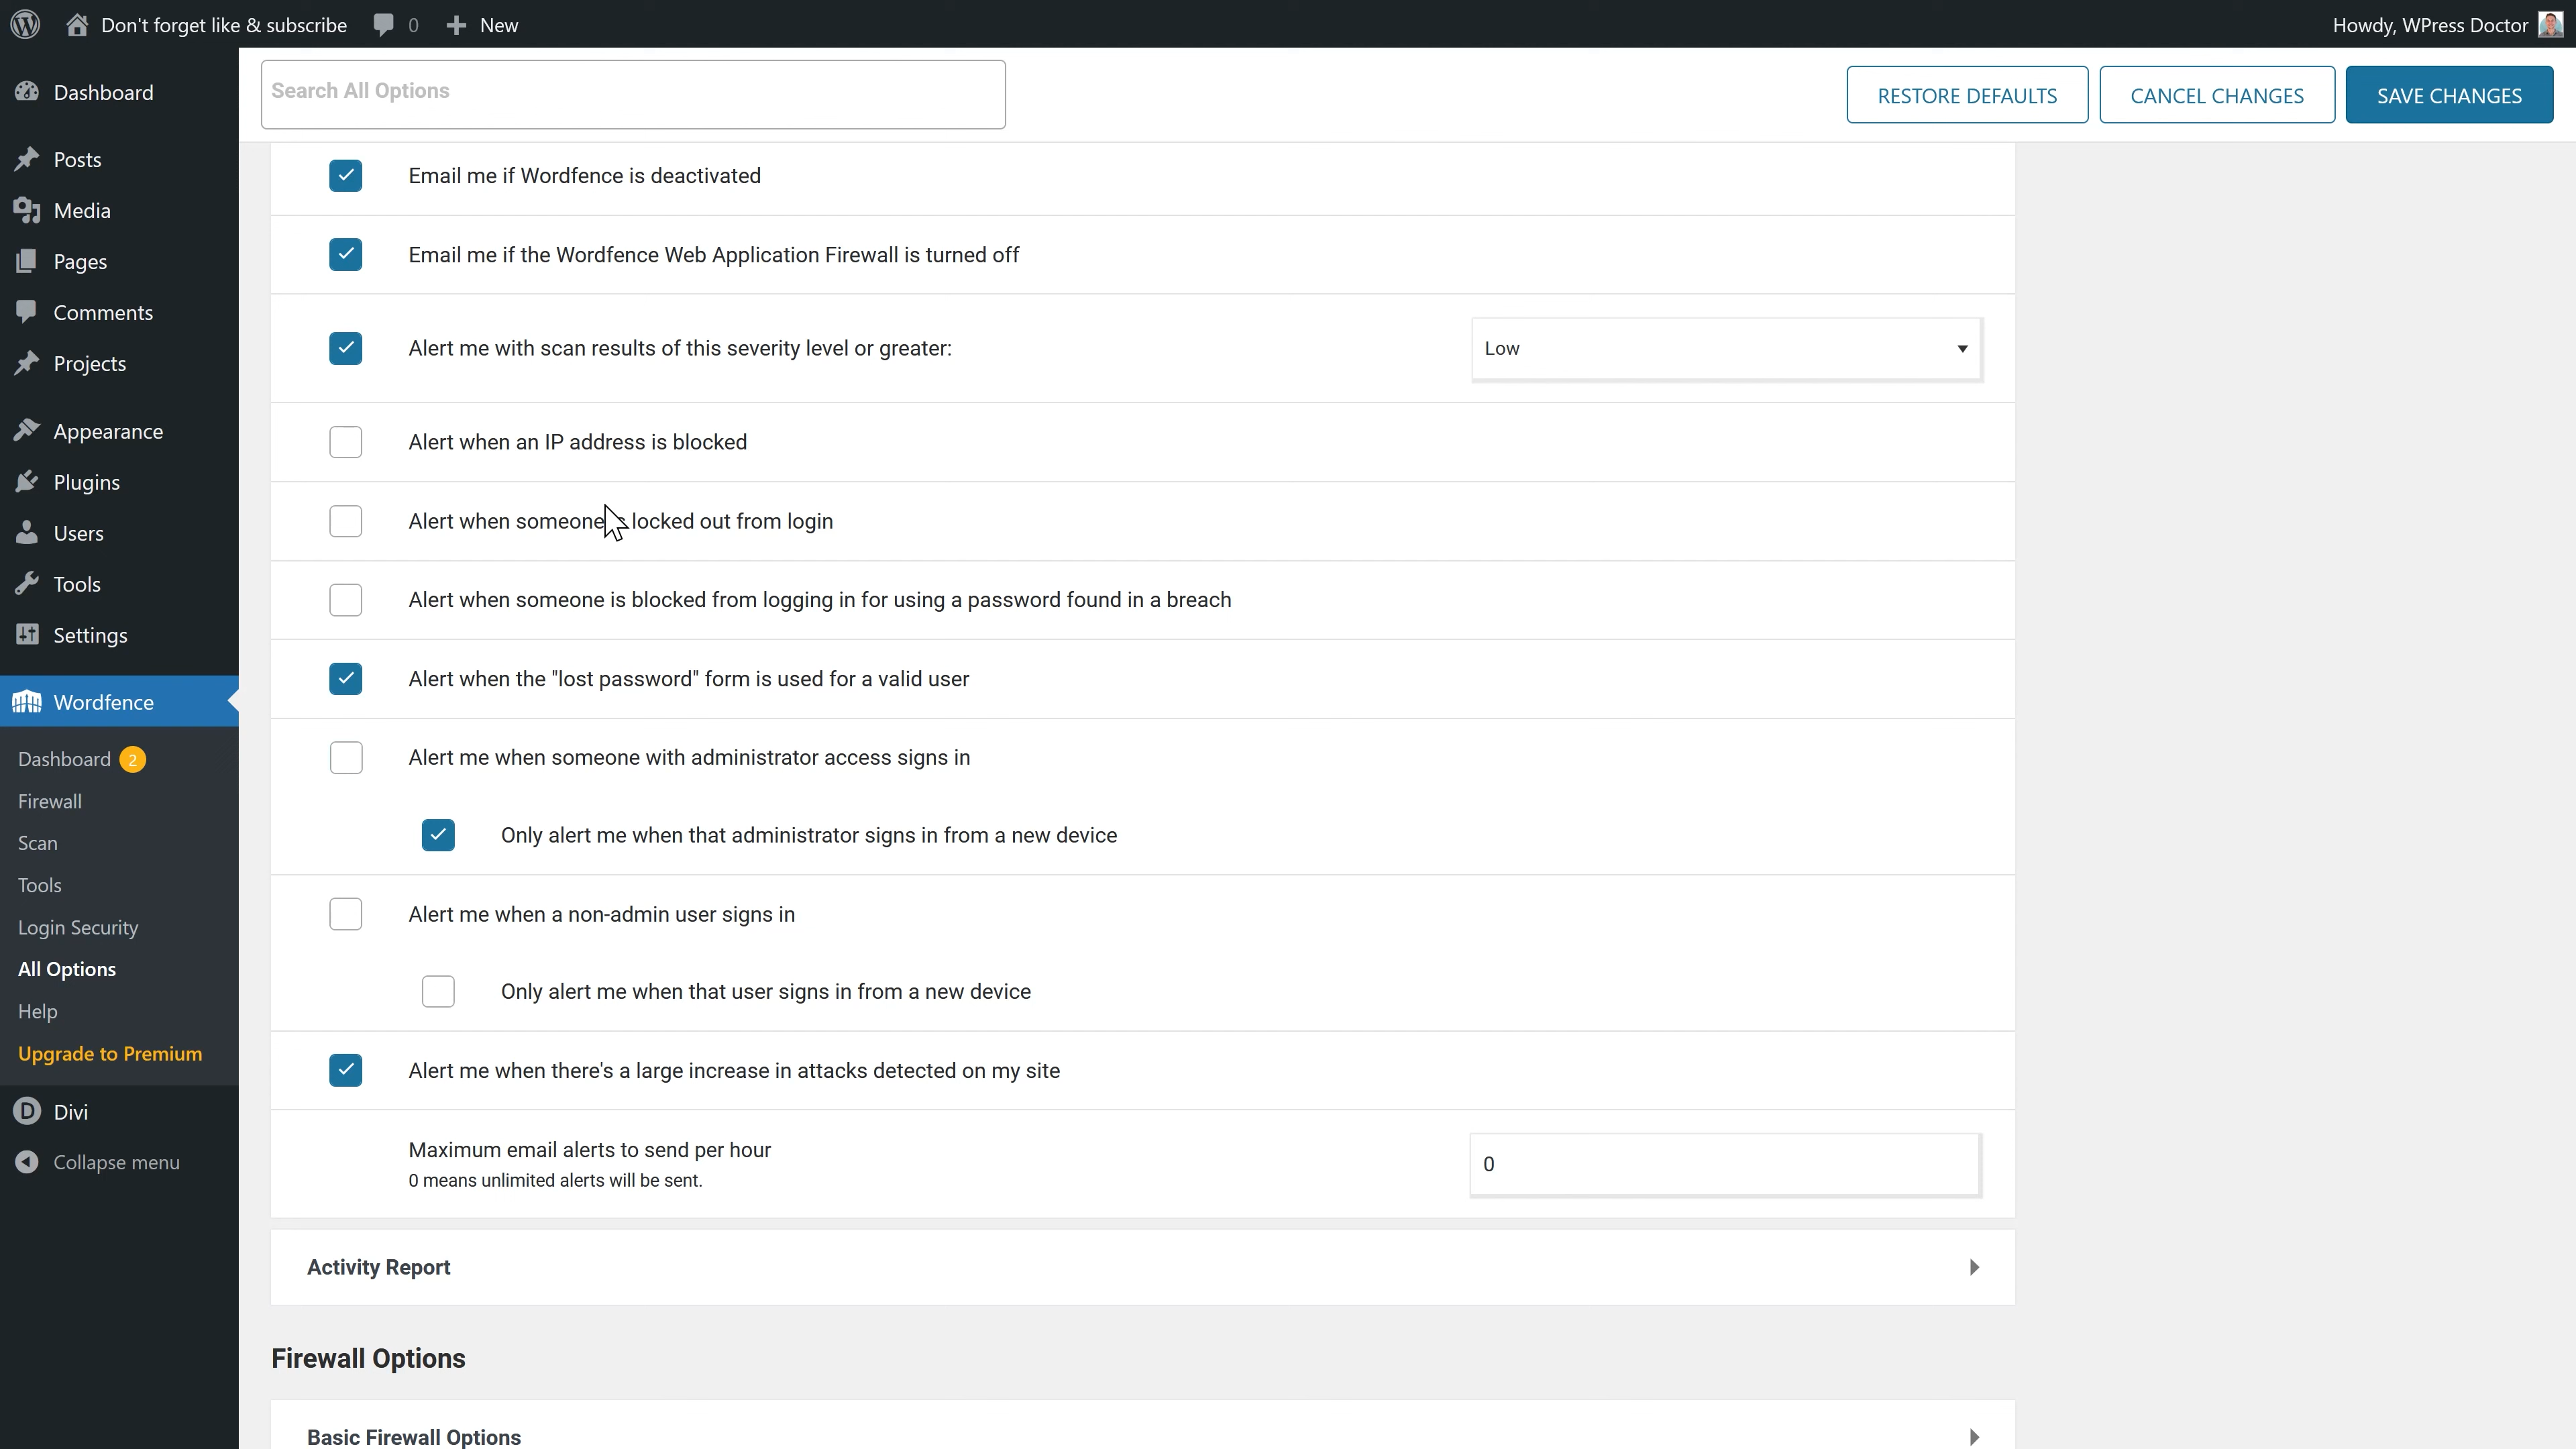 Don't forget like & subscribe
0
New
Howdy, WPress Doctor
Dashboard
Posts
Media
Pages
Comments
Projects
Appearance
Plugins
Users
Tools
Settings
Wordfence
Dashboard 2
Firewall
Scan
Tools
Login Security
All Options
Help
Upgrade to Premium
D Divi
Collapse menu
Search All Options
RESTORE DEFAULTS
CANCEL CHANGES
SAVE CHANGES
Email me if Wordfence is deactivated
Email me if the Wordfence Web Application Firewall is turned off
Alert me with scan results of this severity level or greater:
Low
Alert when an IP address is blocked
Alert when someone locked out from login
Alert when someone is blocked from logging in for using a password found in a breach
Alert when the "lost password" form is used for a valid user
Alert me when someone with administrator access signs in
Only alert me when that administrator signs in from a new device
Alert me when a non-admin user signs in
Only alert me when that user signs in from a new device
Alert me when there's a large increase in attacks detected on my site
Maximum email alerts to send per hour
0 means unlimited alerts will be sent.
0
Activity Report
Firewall Options
Basic Firewall Options